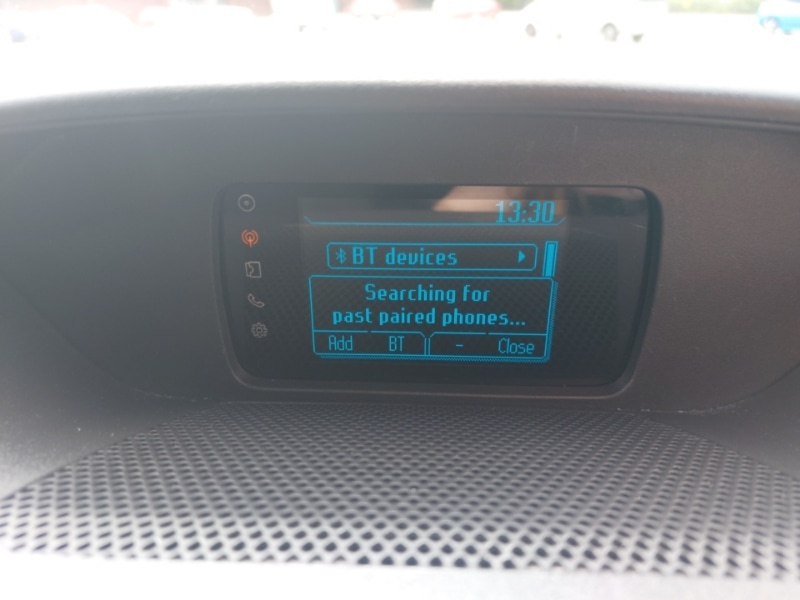 13:30
BT devices
Searching for
past paired phones...
Add BT - Close